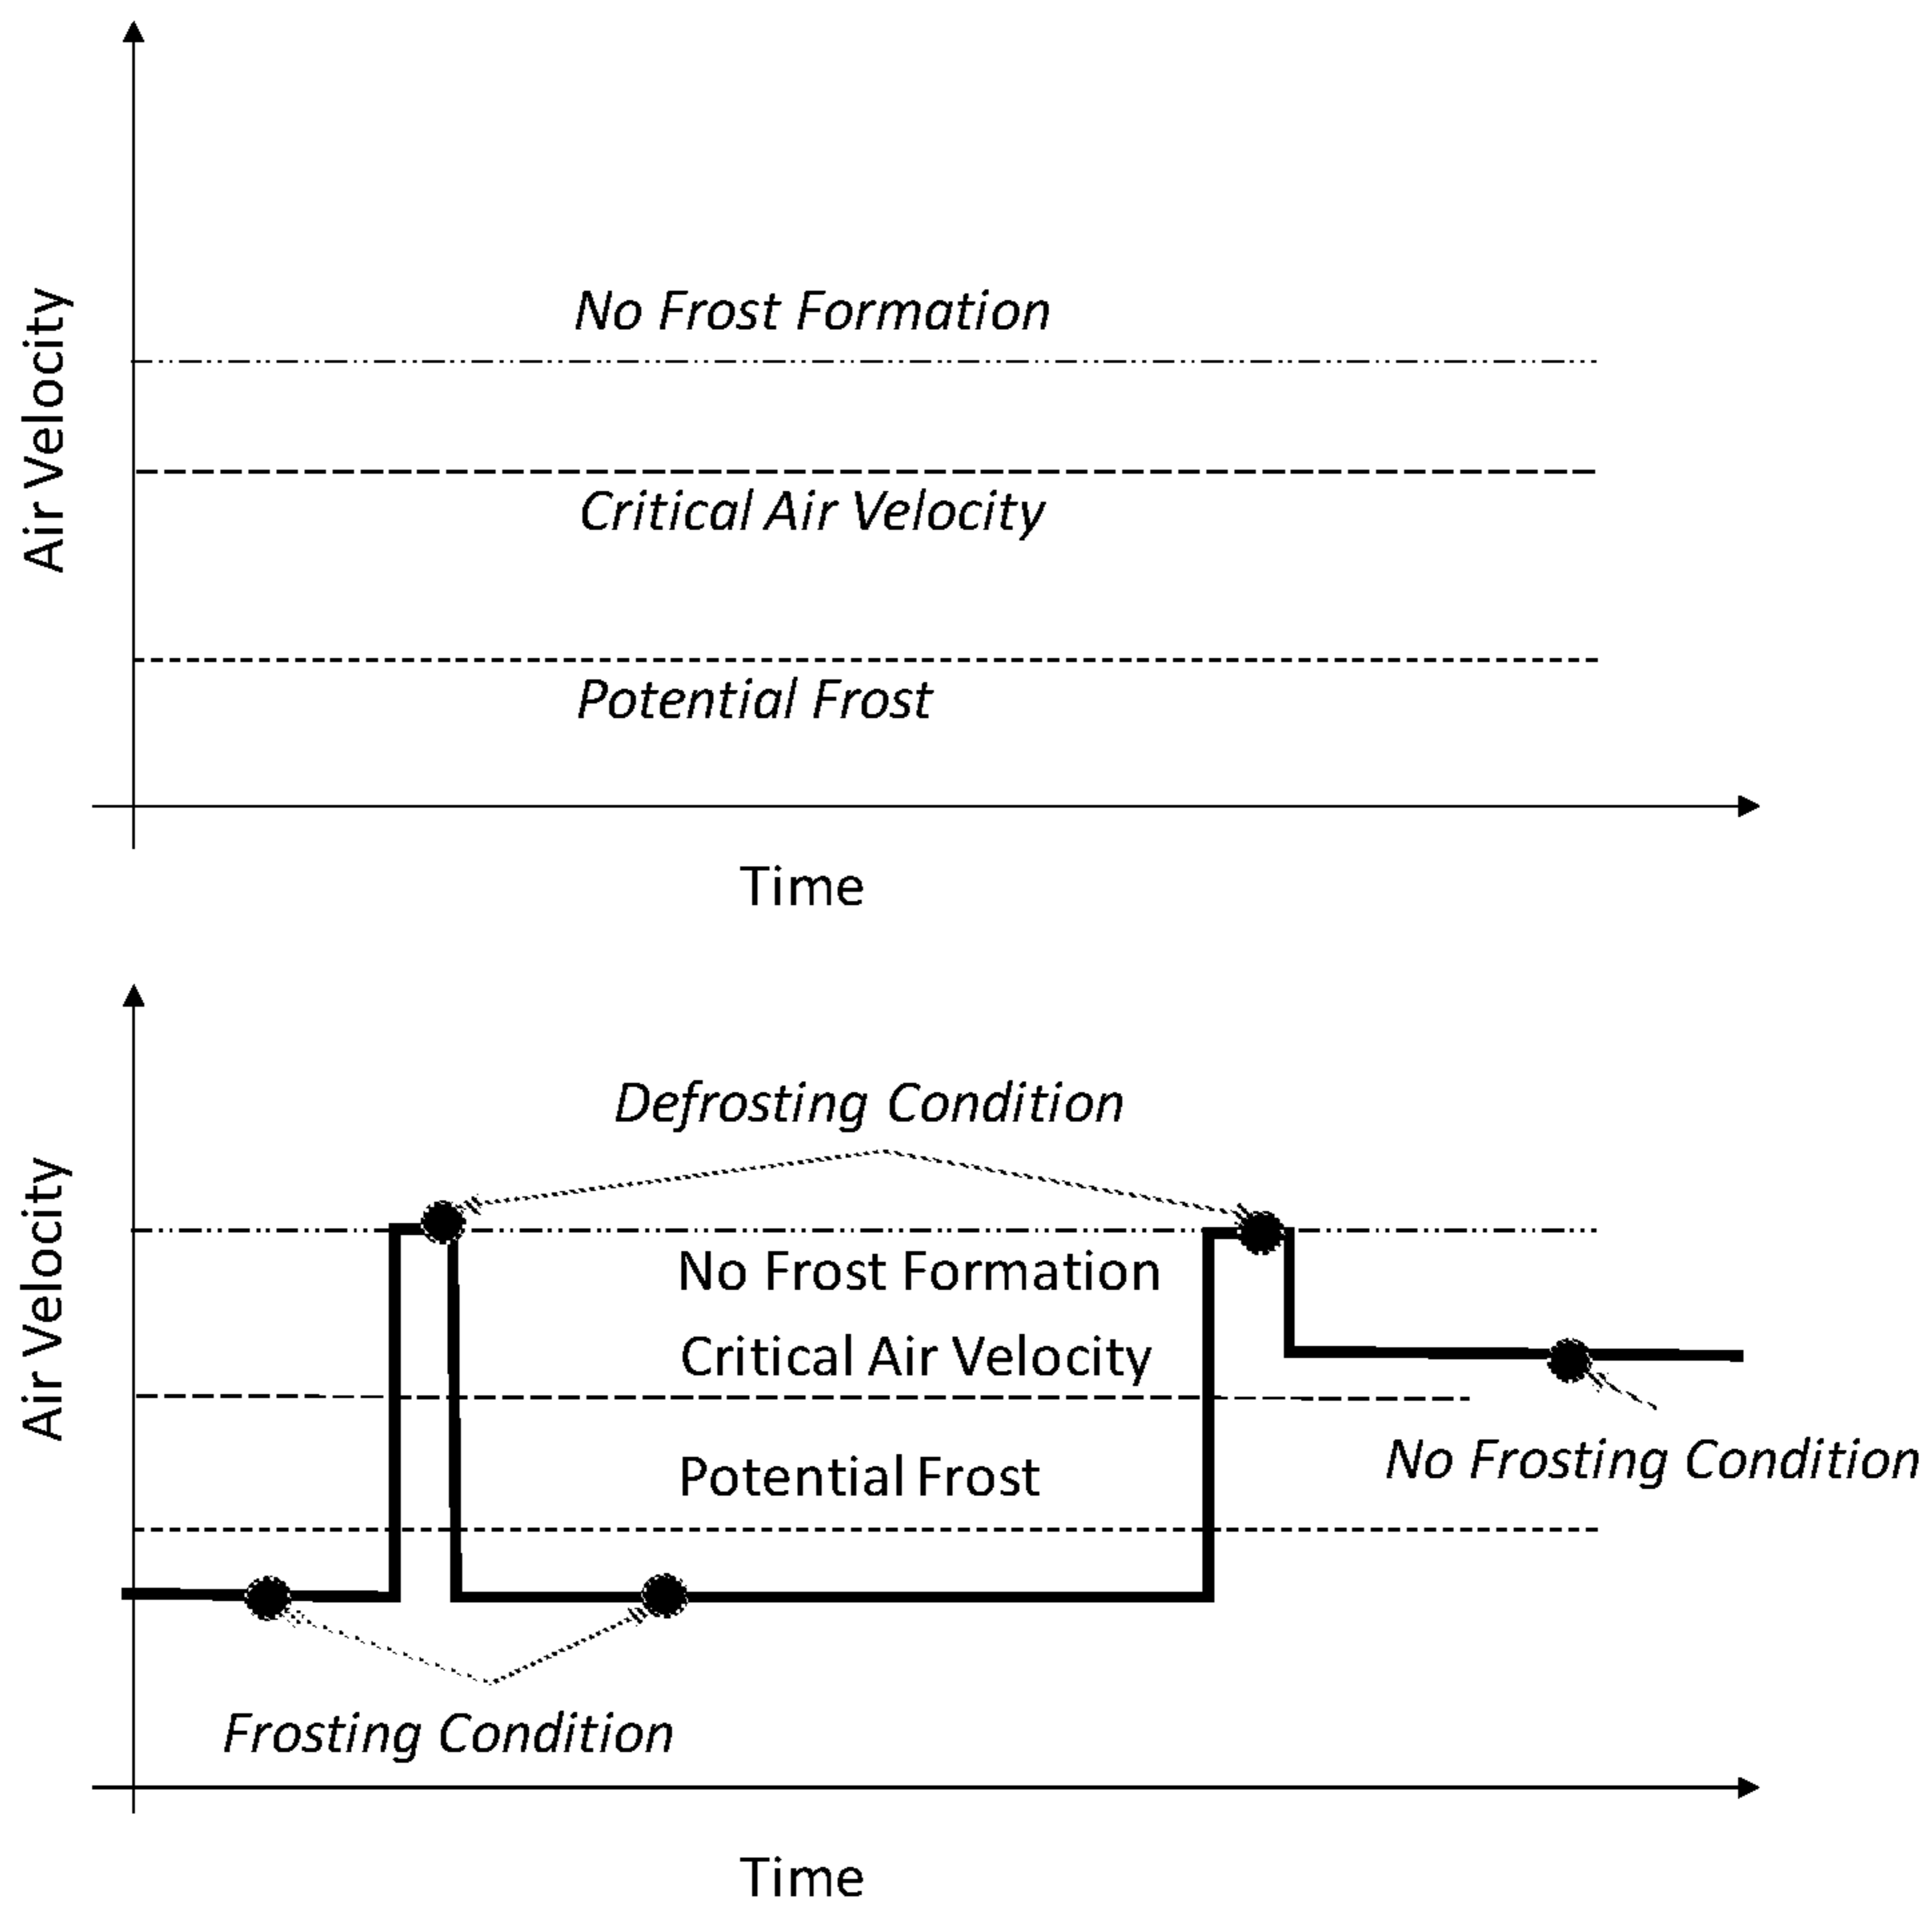 No Frost Formation
Air Velocity
Critical Air Velocity
Potential Frost
Time
Defrosting Condition
Air Velocity
No Frost Formation
Critical Air Velocity
No Frosting Condition
Potential Frost
Frosting Condition
Time